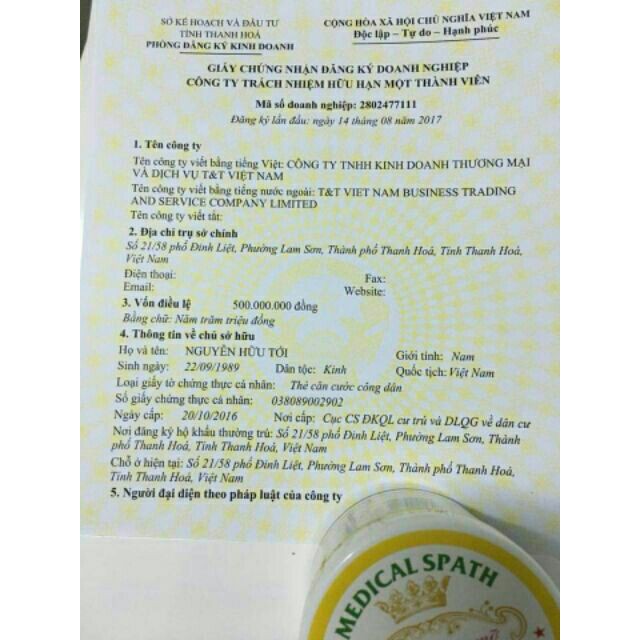 SỞ KẾ HOẠCH VÀ ĐẦU TƯ
TỈNH THANH HOÁ
PHÒNG ĐĂNG KÝ KINH DOANH
CỘNG HÒA XÃ HỘI CHỦ NGHĨA VIỆT NAM
Độc lập – Tự do – Hạnh phúc
GIẤY CHỨNG NHẬN ĐĂNG KÝ DOANH NGHIỆP
CÔNG TY TRÁCH NHIỆM HỮU HẠN MỘT THÀNH VIÊN
Mã số doanh nghiệp: 2802477111
Đăng ký lần đầu: ngày 14 tháng 08 năm 2017
1. Tên công ty
Tên công ty viết bằng tiếng Việt: CÔNG TY TNHH KINH DOANH THƯƠNG MẠI
VÀ DỊCH VỤ T&T VIỆT NAM
Tên công ty viết bằng tiếng nước ngoài: T&T VIET NAM BUSINESS TRADING
AND SERVICE COMPANY LIMITED
Tên công ty viết tắt:
2. Địa chỉ trụ sở chính
Số 21/58 phố Đinh Liệt, Phường Lam Sơn, Thành phố Thanh Hoá, Tỉnh Thanh Hoá,
Việt Nam
Điện thoại: Fax:
Email: Website:
3. Vốn điều lệ 500.000.000 đồng
Bằng chữ: Năm trăm triệu đồng
4. Thông tin về chủ sở hữu
Họ và tên: NGUYỄN HỮU TỚI Giới tính: Nam
Sinh ngày: 22/09/1989 Dân tộc: Kinh Quốc tịch: Việt Nam
Loại giấy tờ chứng thực cá nhân: Thẻ căn cước công dân
Số giấy chứng thực cá nhân: 038089002902
Ngày cấp: 20/10/2016 Nơi cấp: Cục CS ĐKQL cư trú và DLQG về dân cư
Nơi đăng ký hộ khẩu thường trú: Số 21/58 phố Đinh Liệt, Phường Lam Sơn, Thành
phố Thanh Hoá, Tỉnh Thanh Hoá, Việt Nam
Chỗ ở hiện tại: Số 21/58 phố Đinh Liệt, Phường Lam Sơn, Thành phố Thanh Hoá,
Tỉnh Thanh Hoá, Việt Nam
5. Người đại diện theo pháp luật của công ty
MEDICAL SPATH